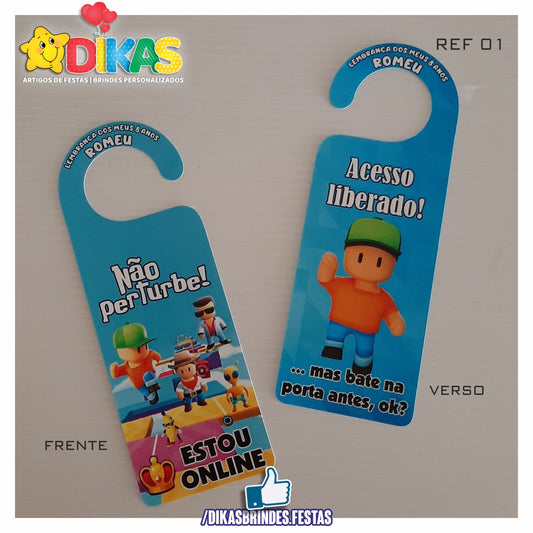 DIKAS
ARTIGOS DE FESTAS | BRINDES PERSONALIZADOS
REF 01
LEMBRANÇA DOS MEUS 8 ANOS
ROMEU
Acesso
liberado!
... mas bate na
porta antes, ok?
VERSO
LEMBRANÇA DOS MEUS 8 ANOS
ROMEU
Não
perturbe!
ESTOU
ONLINE
FRENTE
/DIKASBRINDES.FESTAS